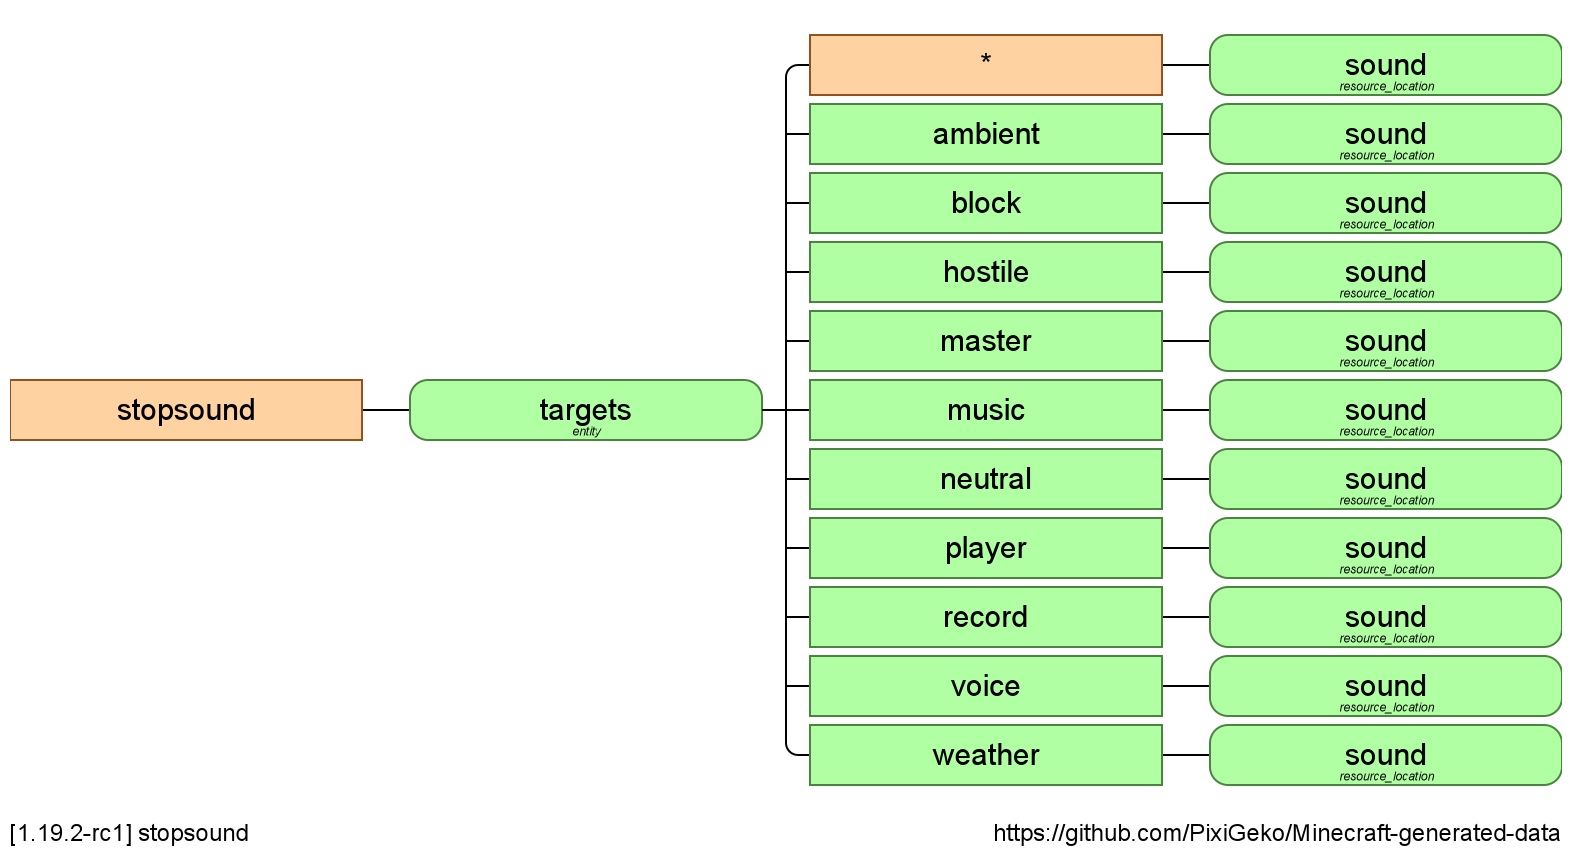 *
sound
resource_location
ambient
sound
resource_location
block
sound
resource_location
hostile
sound
resource_location
master
sound
resource_location
stopsound
targets
entity
music
sound
resource_location
neutral
sound
resource_location
player
sound
resource_location
record
sound
resource_location
voice
sound
resource_location
weather
sound
resource_location
[1.19.2-rc1] stopsound
https://github.com/PixiGeko/Minecraft-generated-data